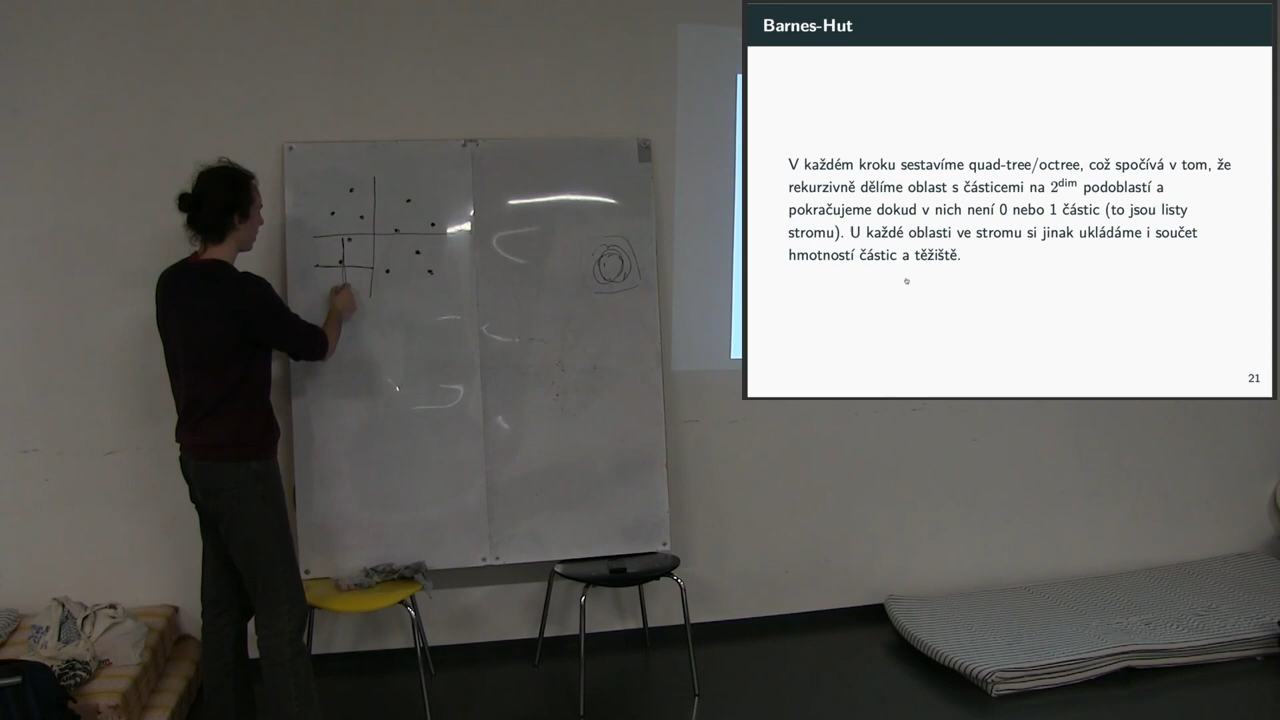 Barnes-Hut
V každém kroku sestavíme quad-tree/octree, což spočívá v tom, že
rekurzivně dělíme oblast s částicemi na 2^dim podoblastí a
pokračujeme dokud v nich není 0 nebo 1 částic (to jsou listy
stromu). U každé oblasti ve stromu si jinak ukládáme i součet
hmotností částic a těžiště.
21